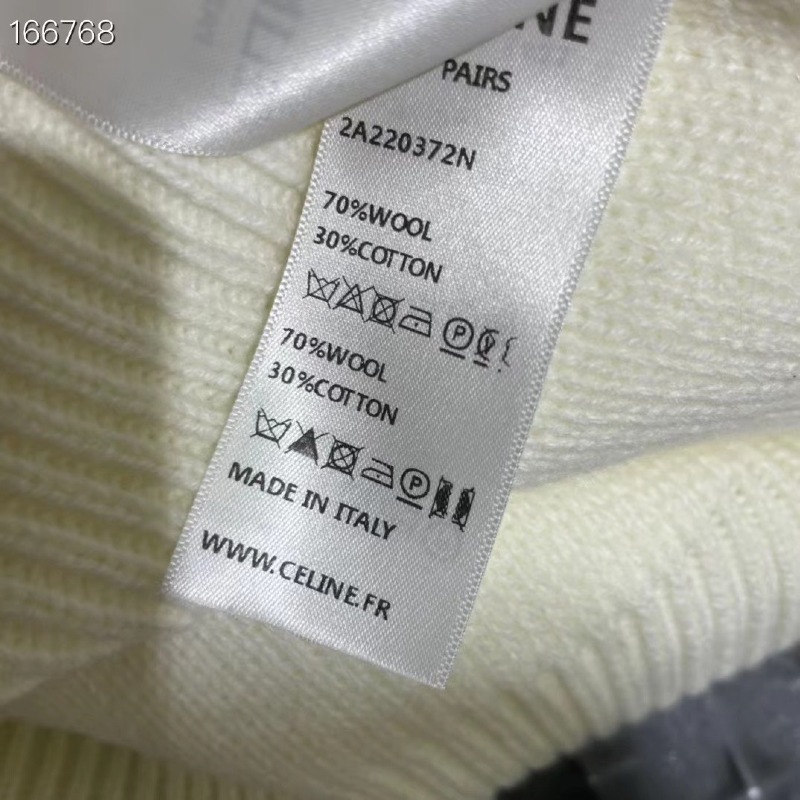 166768
NE
PAIRS
2A220372N
70%WOOL
30%COTTON
70%WOOL
30%COTTON
MADE IN ITALY
WWW.CELINE.FR